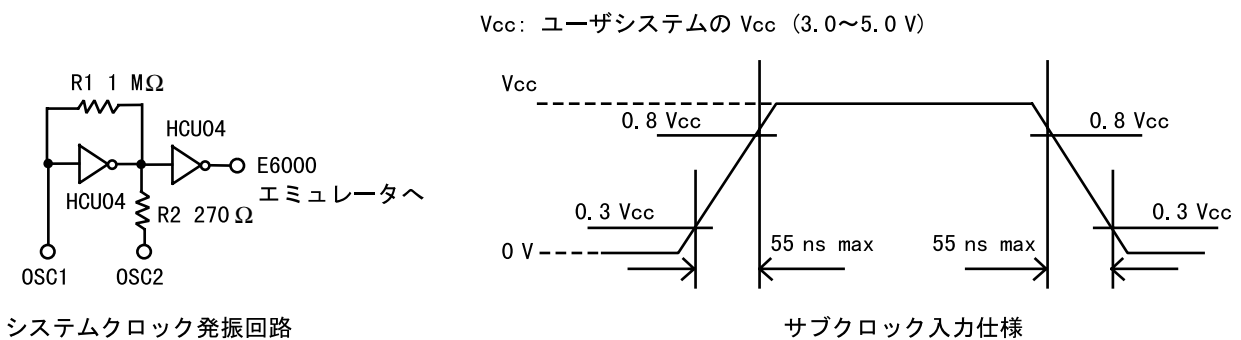 Vcc: ユーザシステムの Vcc (3.0～5.0 V)
R1 1 MΩ
HCU04
HCU04
E6000
エミュレータへ
R2 270 Ω
OSC1
OSC2
システムクロック発振回路
Vcc
0.8 Vcc
0.8 Vcc
0.3 Vcc
0.3 Vcc
0 V
55 ns max
55 ns max
サブクロック入力仕様